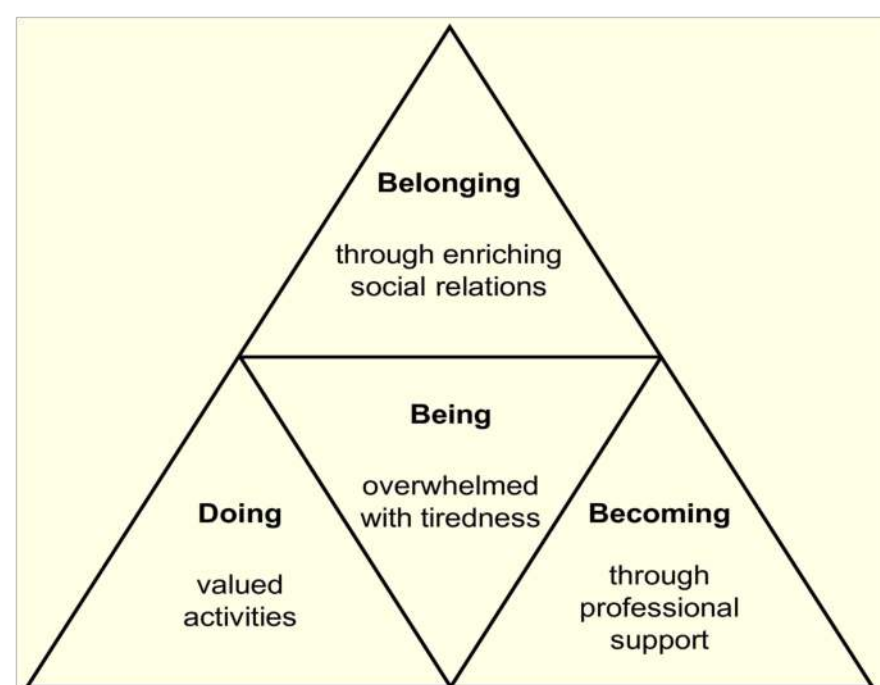 Belonging
through enriching
social relations
Being
overwhelmed
with tiredness
Doing
valued
activities
Becoming
through
professional
support